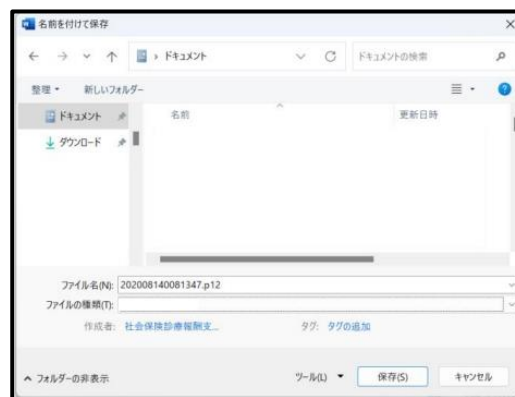 名前を付けて保存
ドキュメント ドキュメントの検索
整理 新しいフォルダー
ドキュメント 名前 更新日時
ダウンロード
ファイル名(N): 202008140081347.p12
ファイルの種類(T):
作成者: 社会保険診療報酬支... タグ: タグの追加
フォルダーの非表示 ツール(L) 保存(S) キャンセル